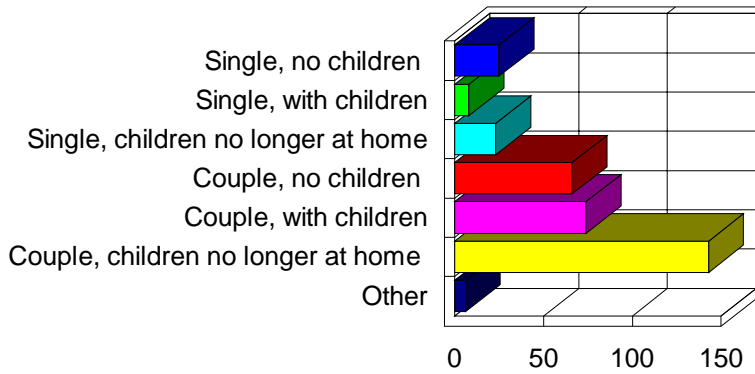 Single, no children
Single, with children
Single, children no longer at home
Couple, no children
Couple, with children
Couple, children no longer at home
Other
0 50 100 150